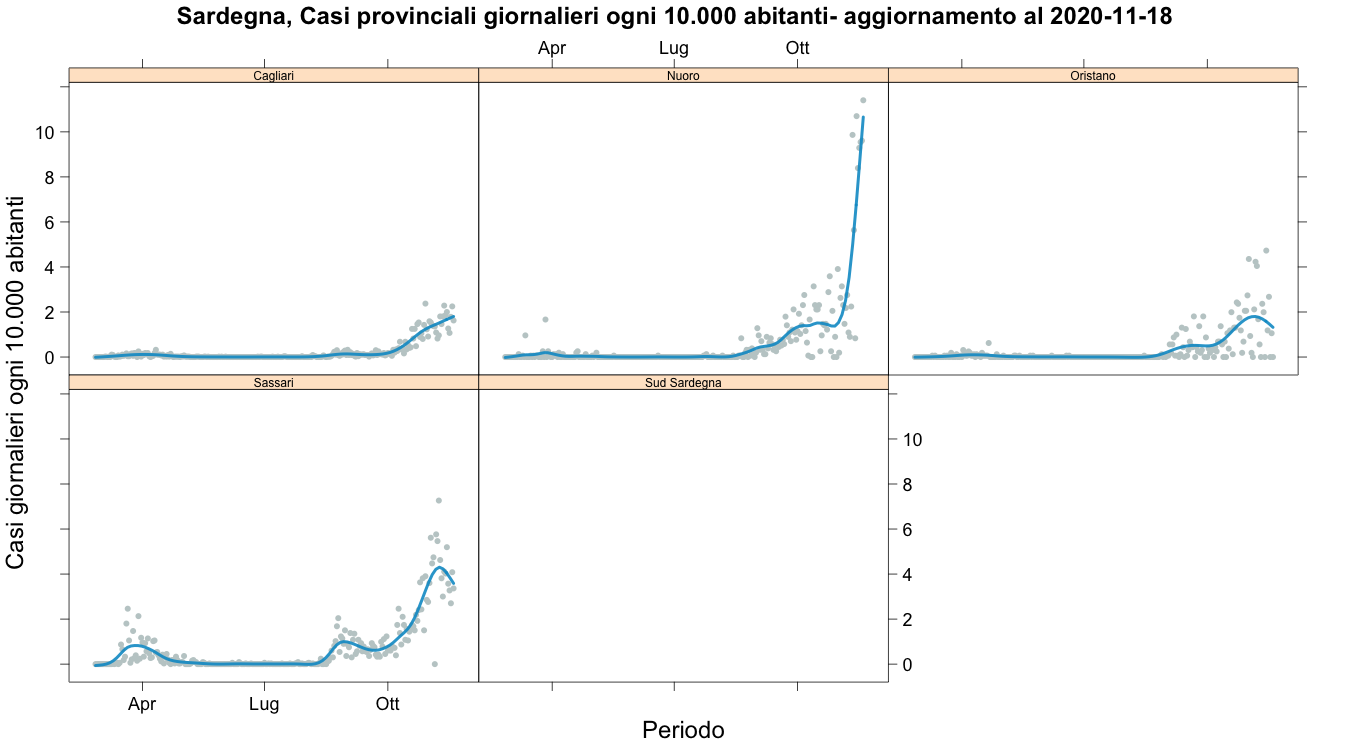 Sardegna, Casi provinciali giornalieri ogni 10.000 abitanti- aggiornamento al 2020-11-18
Apr Lug Ott
Cagliari Nuoro Oristano
10
8
6
4
2
0
Sassari Sud Sardegna
10
8
6
4
2
0
Casi giornalieri ogni 10.000 abitanti
Apr Lug Ott
Periodo